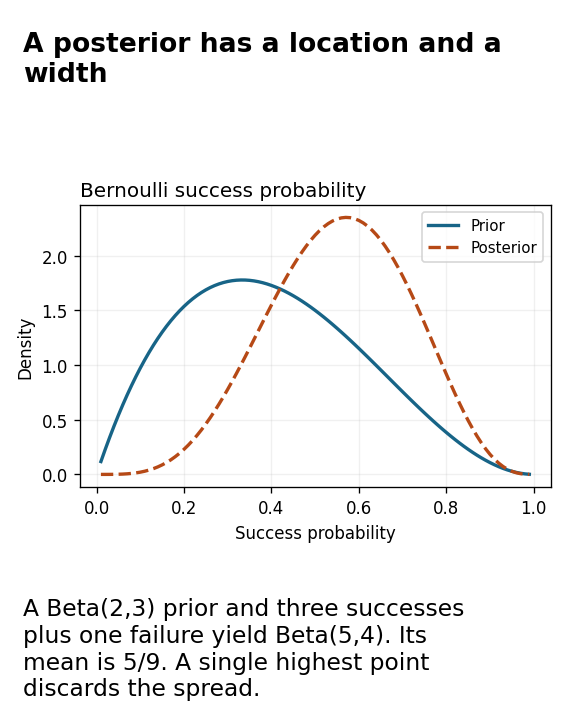 A posterior has a location and a
width
Bernoulli success probability
Prior
Posterior
Density
2.0
1.5
1.0
0.5
0.0
0.0 0.2 0.4 0.6 0.8 1.0
Success probability
A Beta(2,3) prior and three successes
plus one failure yield Beta(5,4). Its
mean is 5/9. A single highest point
discards the spread.